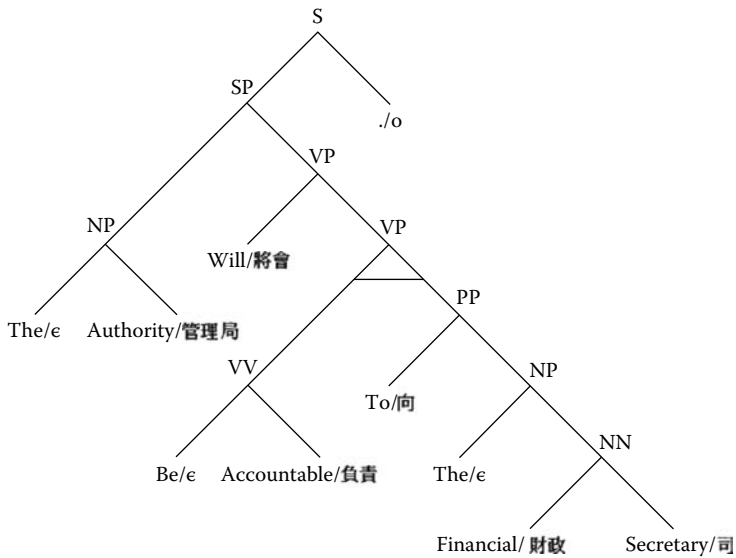 S
SP
./o
VP
NP
VP
Will/將會
PP
The/ϵ Authority/管理局
VV
NP
To/向
NN
Be/ϵ Accountable/負責 The/ϵ
Financial/財政 Secretary/司